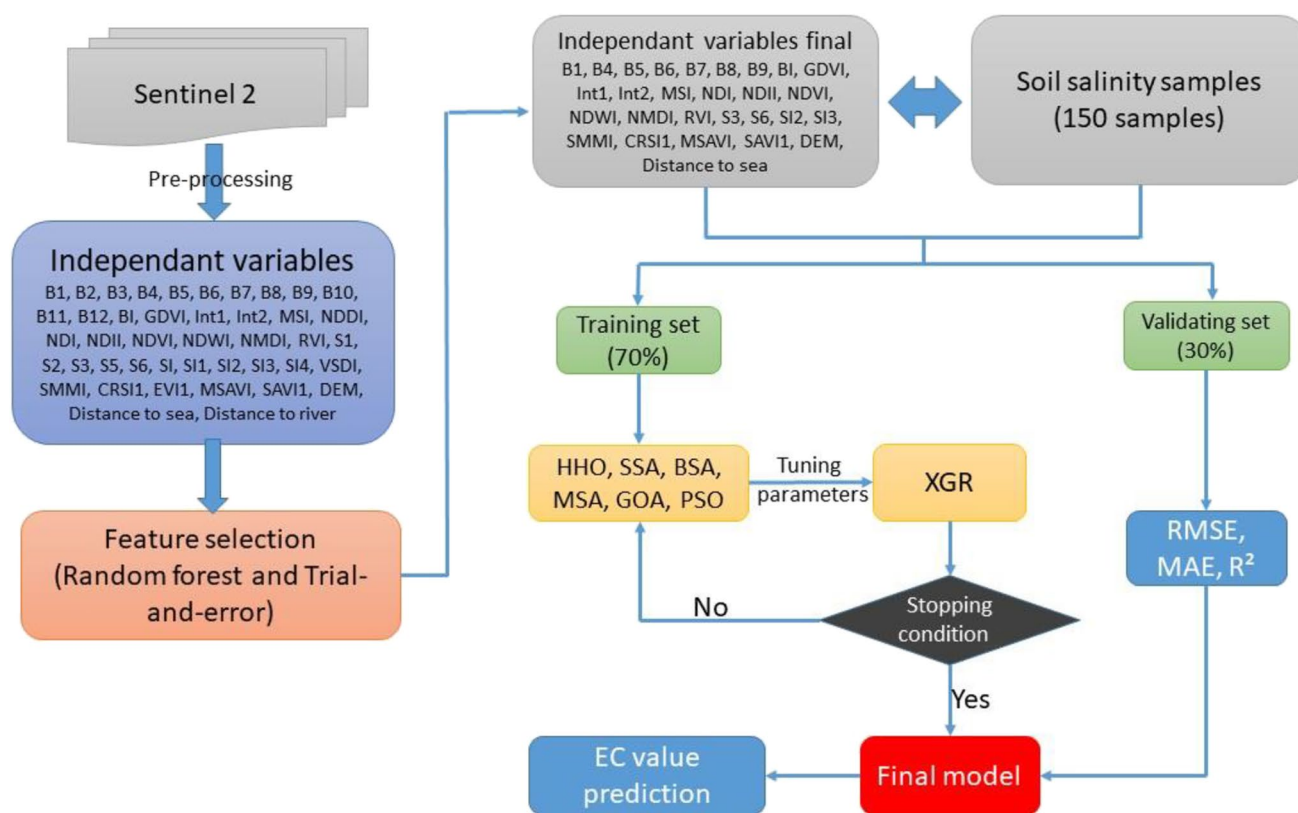 Sentinel 2
Pre-processing
Independant variables
B1, B2, B3, B4, B5, B6, B7, B8, B9, B10,
B11, B12, BI, GDVI, Int1, Int2, MSI, NDDI,
NDI, NDII, NDVI, NDWI, NMDI, RVI, S1,
S2, S3, S5, S6, SI, SI1, SI2, SI3, SI4, VSDI,
SMMI, CRSI1, EVI1, MSAVI, SAVI1, DEM,
Distance to sea, Distance to river
Feature selection
(Random forest and Trial-
and-error)
Independant variables final
B1, B4, B5, B6, B7, B8, B9, BI, GDVI,
Int1, Int2, MSI, NDI, NDII, NDVI,
NDWI, NMDI, RVI, S3, S6, SI2, SI3,
SMMI, CRSI1, MSAVI, SAVI1, DEM,
Distance to sea
Soil salinity samples
(150 samples)
Training set
(70%)
Validating set
(30%)
HHO, SSA, BSA,
MSA, GOA, PSO
Tuning
parameters
XGR
RMSE,
MAE, R²
Stopping
condition
No
Yes
Final model
EC value
prediction